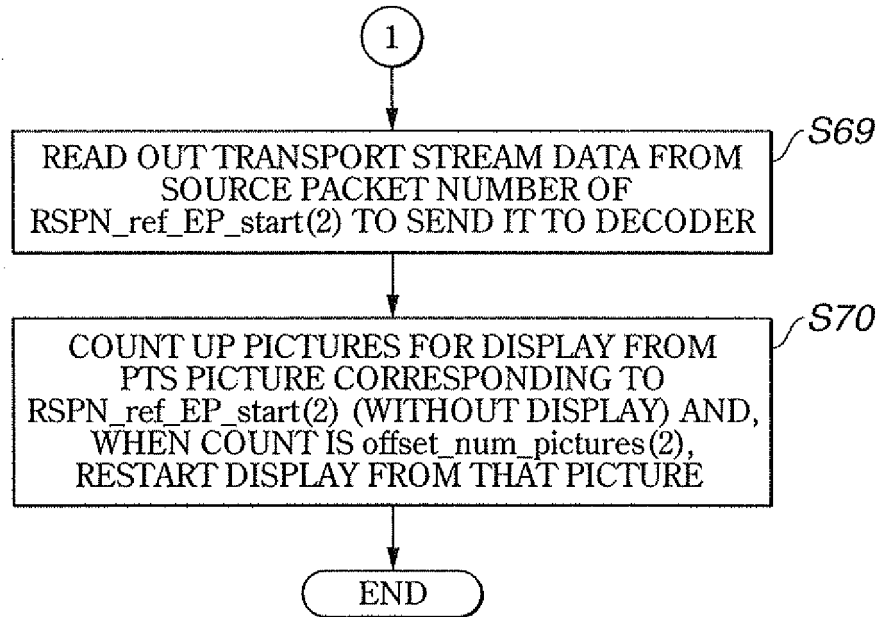 1
S69
READ OUT TRANSPORT STREAM DATA FROM
SOURCE PACKET NUMBER OF
RSPN_ref_EP_start(2) TO SEND IT TO DECODER
S70
COUNT UP PICTURES FOR DISPLAY FROM
PTS PICTURE CORRESPONDING TO
RSPN_ref_EP_start(2) (WITHOUT DISPLAY) AND,
WHEN COUNT IS offset_num_pictures(2),
RESTART DISPLAY FROM THAT PICTURE
END